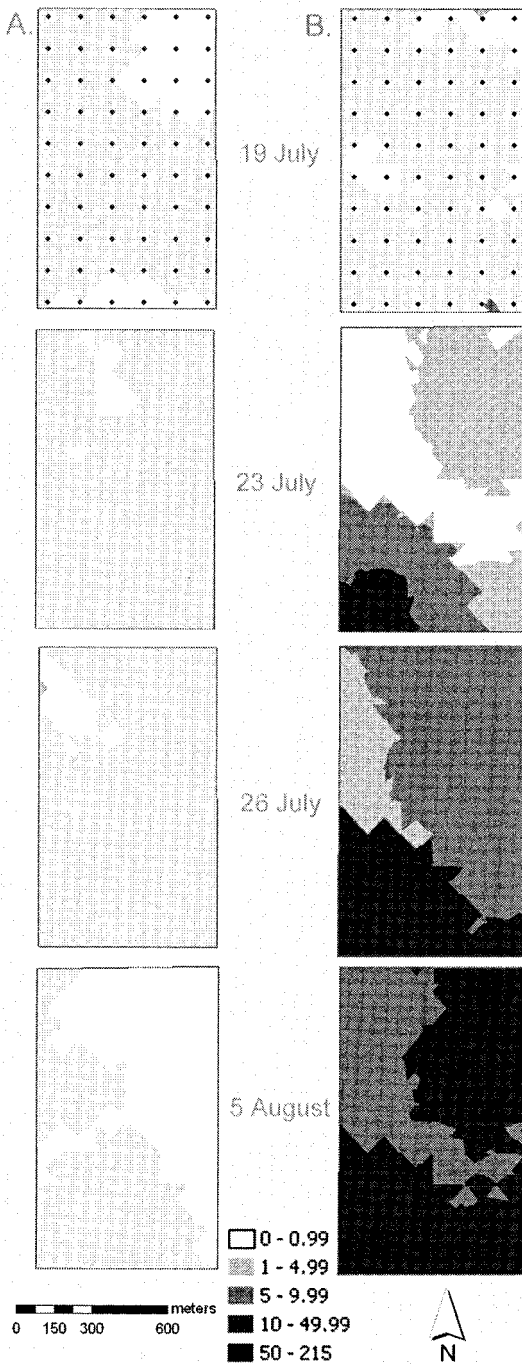 A.
B.
19 July
23 July
26 July
5 August
0 - 0.99
1 - 4.99
5 - 9.99
10 - 49.99
50 - 215
meters
0 150 300 600
N